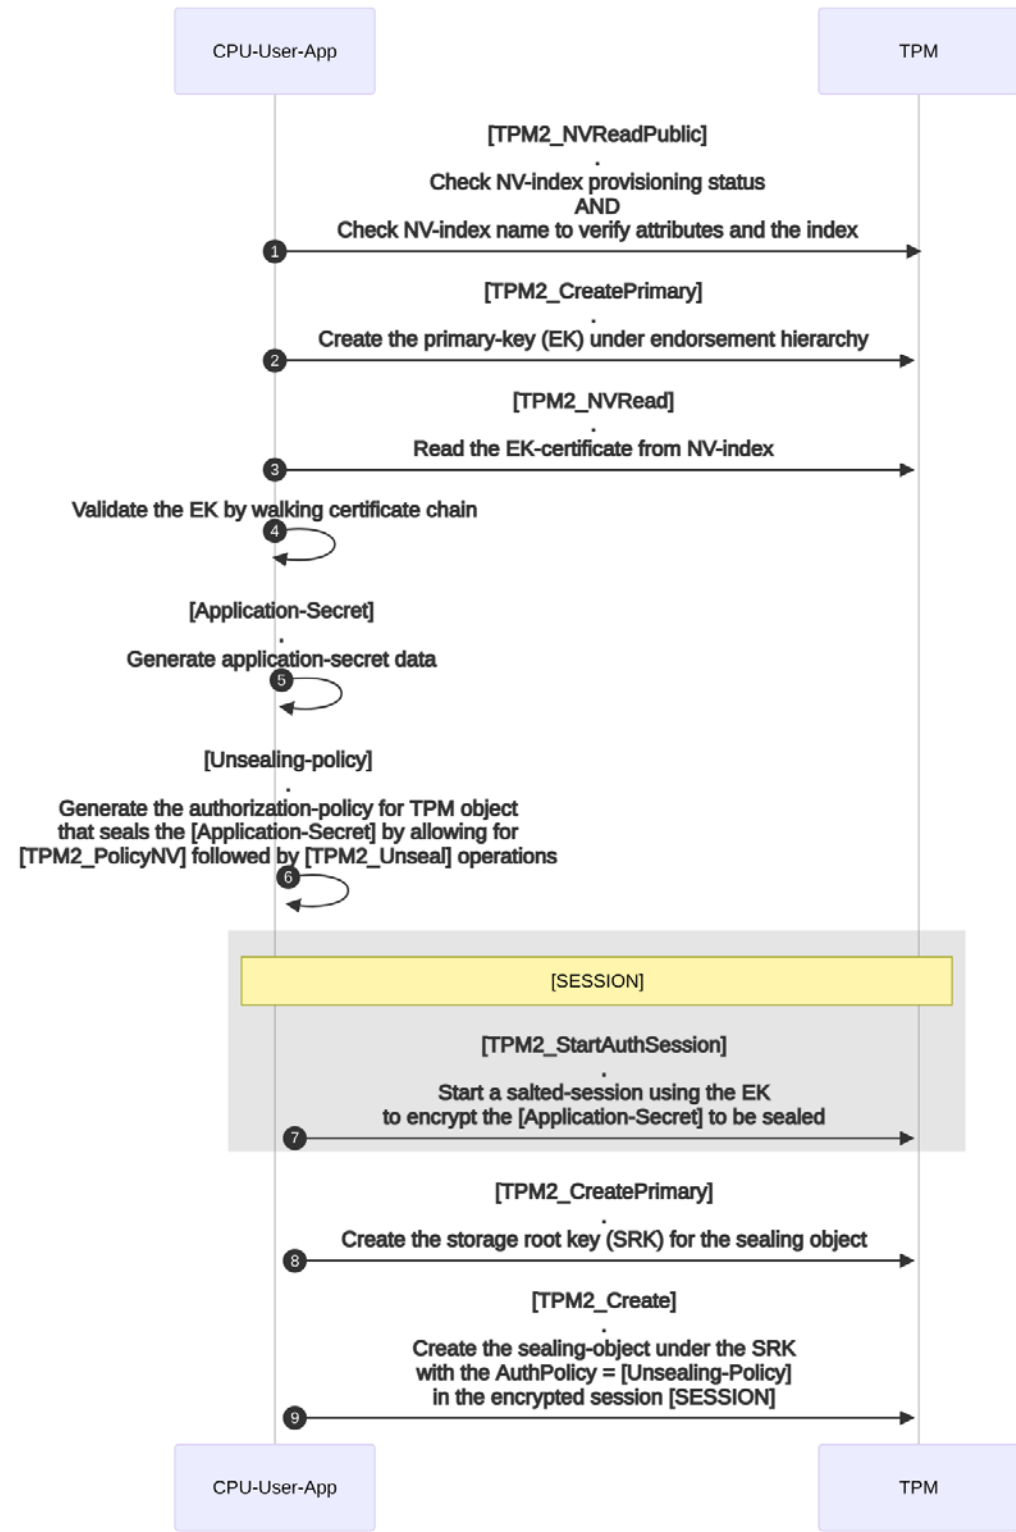 CPU-User-App
TPM
[TPM2_NVReadPublic]
.
Check NV-index provisioning status
AND
Check NV-index name to verify attributes and the index
1
[TPM2_CreatePrimary]
.
Create the primary-key (EK) under endorsement hierarchy
2
[TPM2_NVRead]
.
Read the EK-certificate from NV-index
3
Validate the EK by walking certificate chain
4
[Application-Secret]
.
Generate application-secret data
5
[Unsealing-policy]
.
Generate the authorization-policy for TPM object
that seals the [Application-Secret] by allowing for
[TPM2_PolicyNV] followed by [TPM2_Unseal] operations
6
[SESSION]
[TPM2_StartAuthSession]
.
Start a salted-session using the EK
to encrypt the [Application-Secret] to be sealed
7
[TPM2_CreatePrimary]
.
Create the storage root key (SRK) for the sealing object
8
[TPM2_Create]
.
Create the sealing-object under the SRK
with the AuthPolicy = [Unsealing-Policy]
in the encrypted session [SESSION]
9
CPU-User-App
TPM